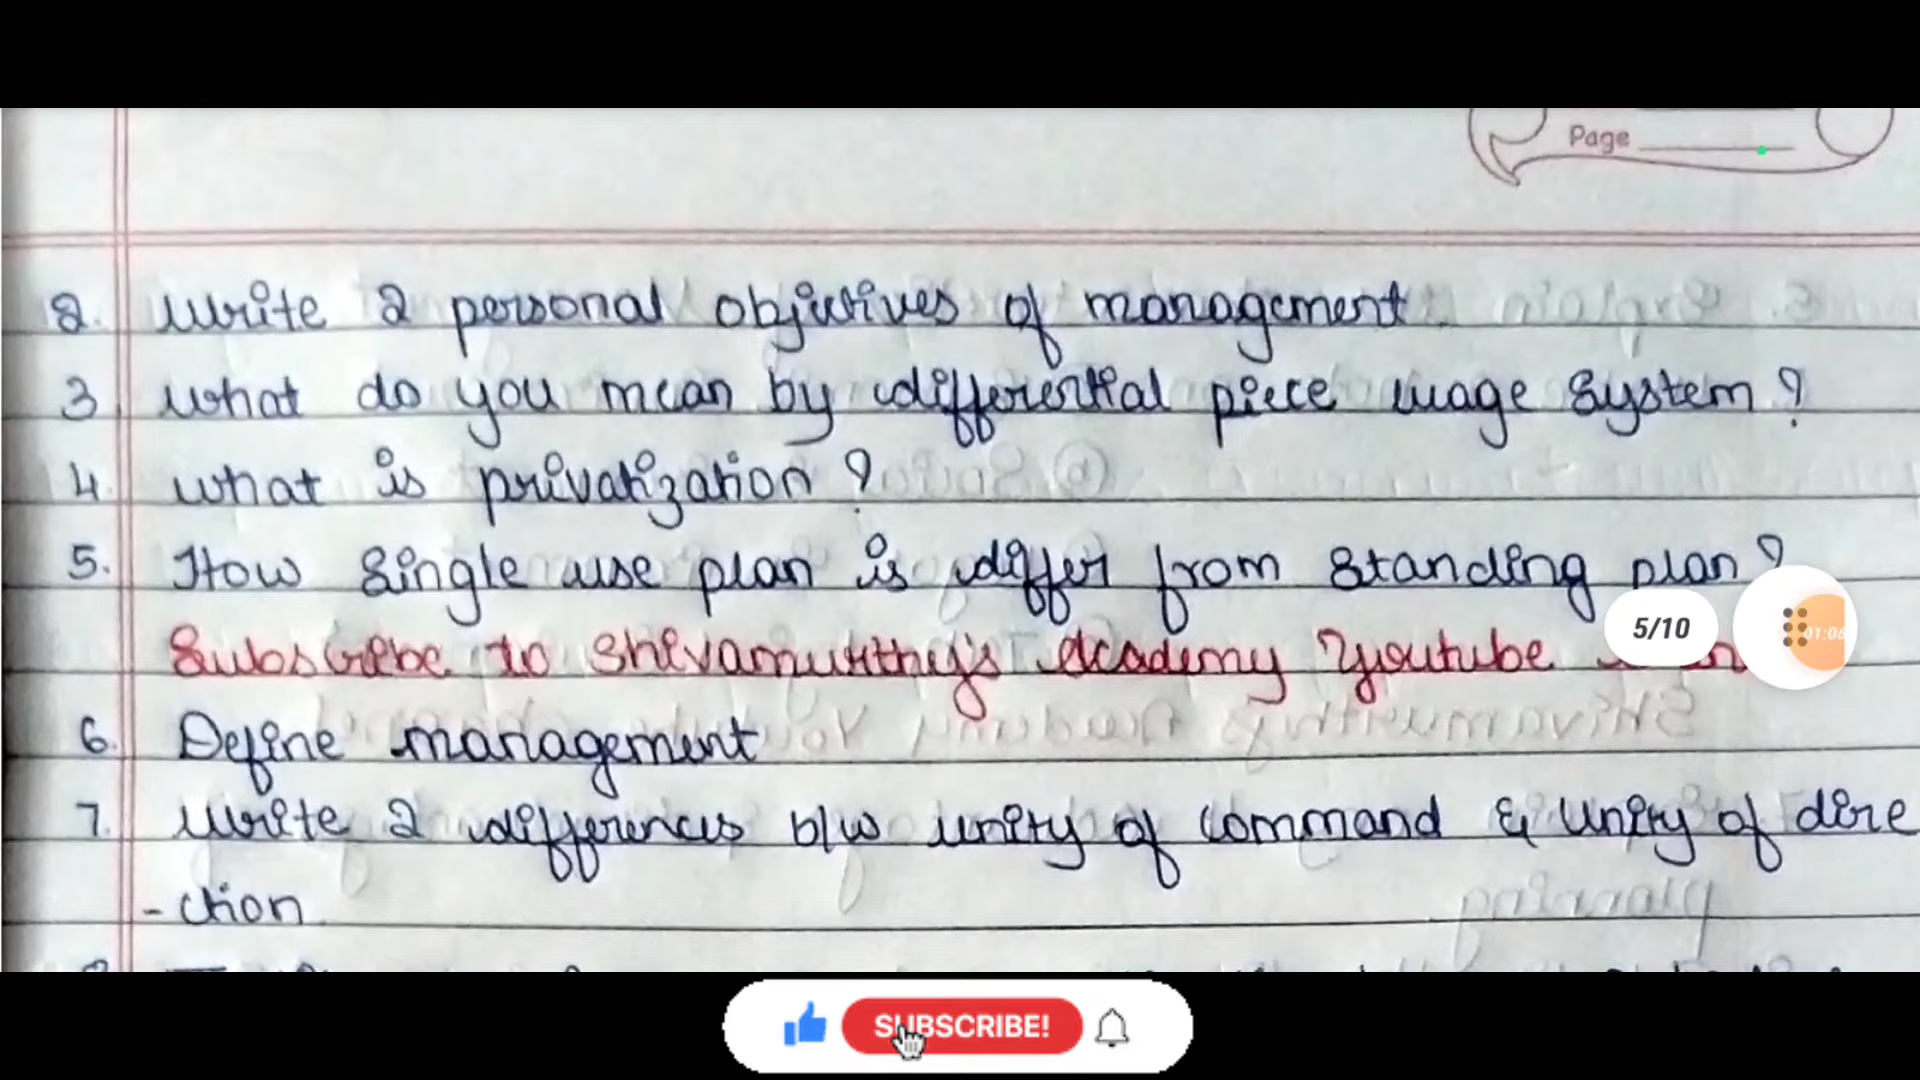 Page
2. Write 2 personal objectives of management
3 what do you mean by differential piece wage system?
4. what is privatization?
5. How single use plan is differ from standing plan?
5/10
01:06
Subscribe to Shivamurthy's Academy Youtube
6. Define management
7. Write 2 differences b/w unity of command & Unity of dire
- ction
SUBSCRIBE!